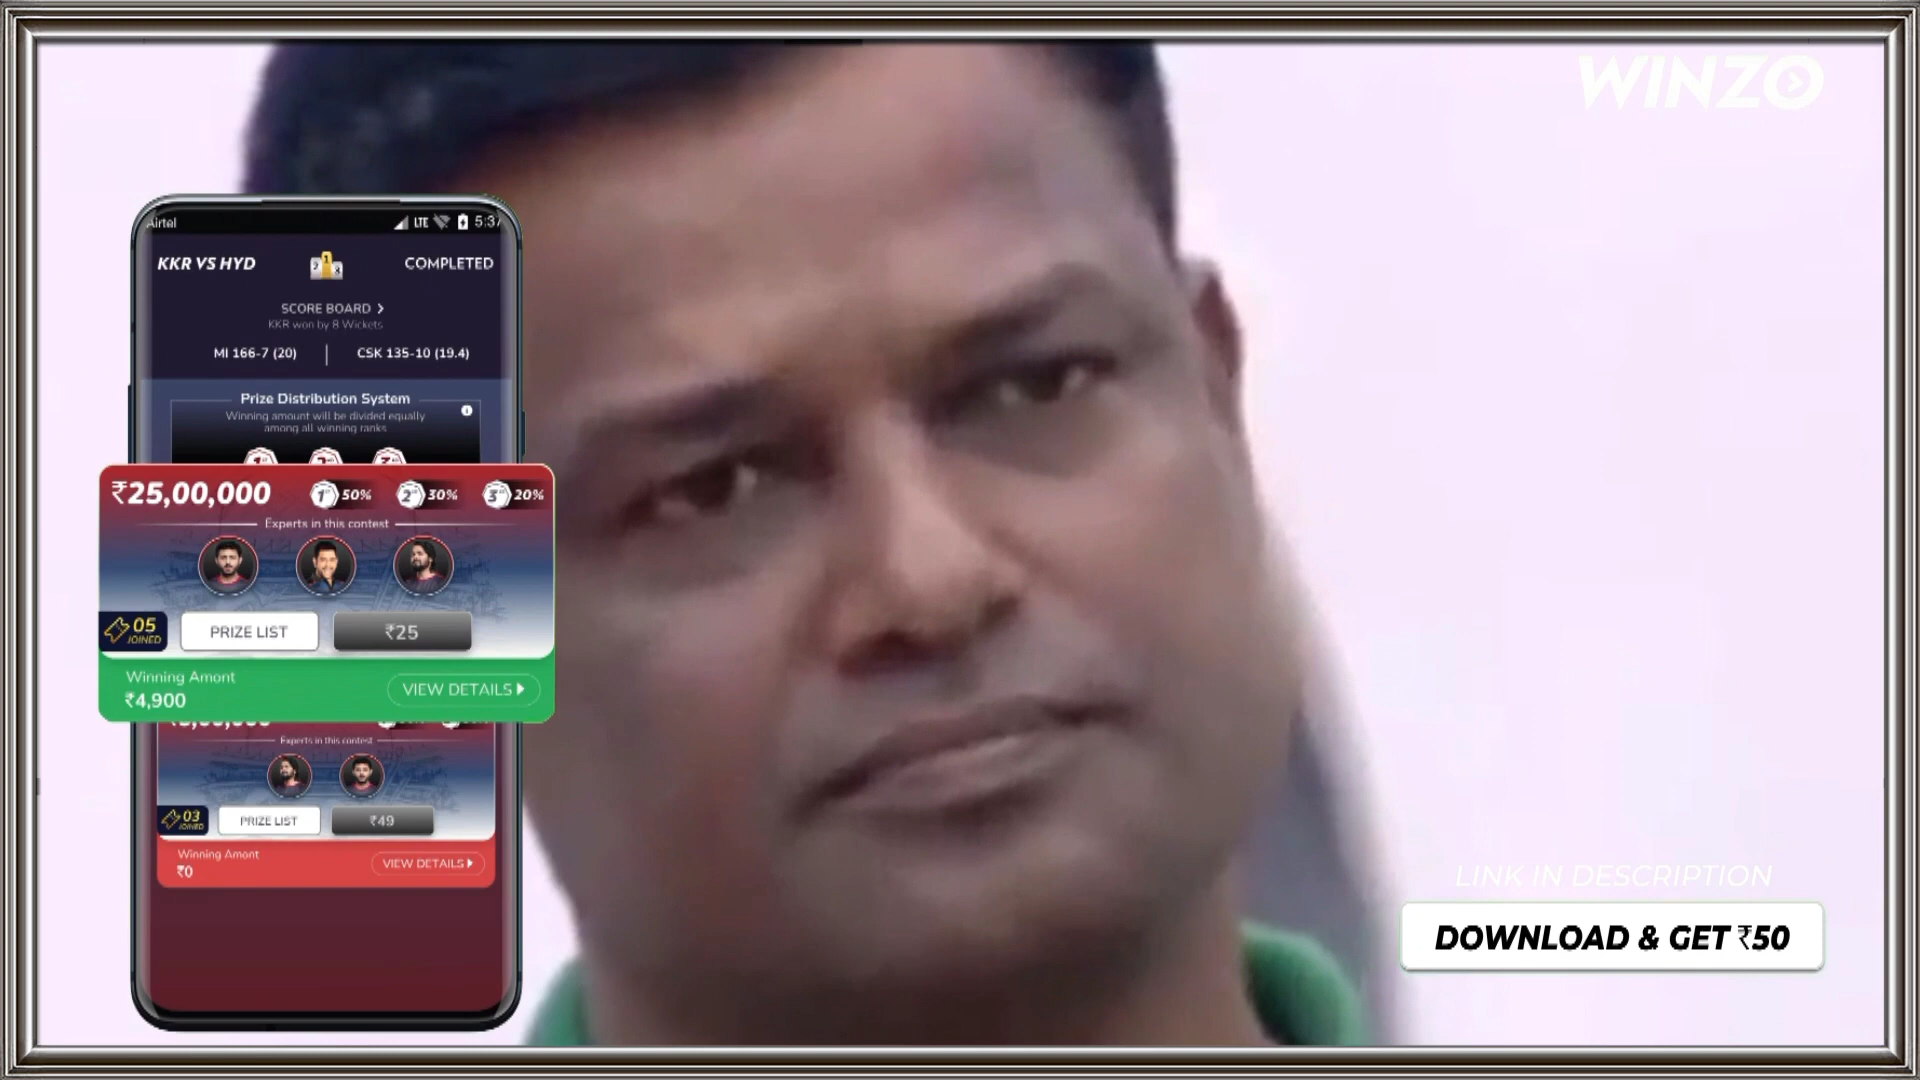 WINZO
Airtel LTE 5:37
KKR VS HYD
COMPLETED
SCORE BOARD
KKR won by 8 Wickets
MI 166-7 (20) | CSK 135-10 (19.4)
Prize Distribution System
Winning amount will be divided equally
among all winning ranks
₹25,00,000 1ST 50% 2ND 30% 3RD 20%
Experts in this contest
05 JOINED
PRIZE LIST
₹25
Winning Amont
₹4,900
VIEW DETAILS
Experts in this contest
03 JOINED
PRIZE LIST
₹49
Winning Amont
₹0
VIEW DETAILS
LINK IN DESCRIPTION
DOWNLOAD & GET ₹50